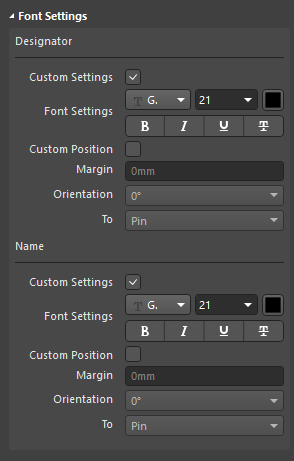 Font Settings
Designator
Custom Settings
Font Settings
T G. 21
B I U T
Custom Position
Margin 0mm
Orientation 0°
To Pin
Name
Custom Settings
Font Settings
T G. 21
B I U T
Custom Position
Margin 0mm
Orientation 0°
To Pin